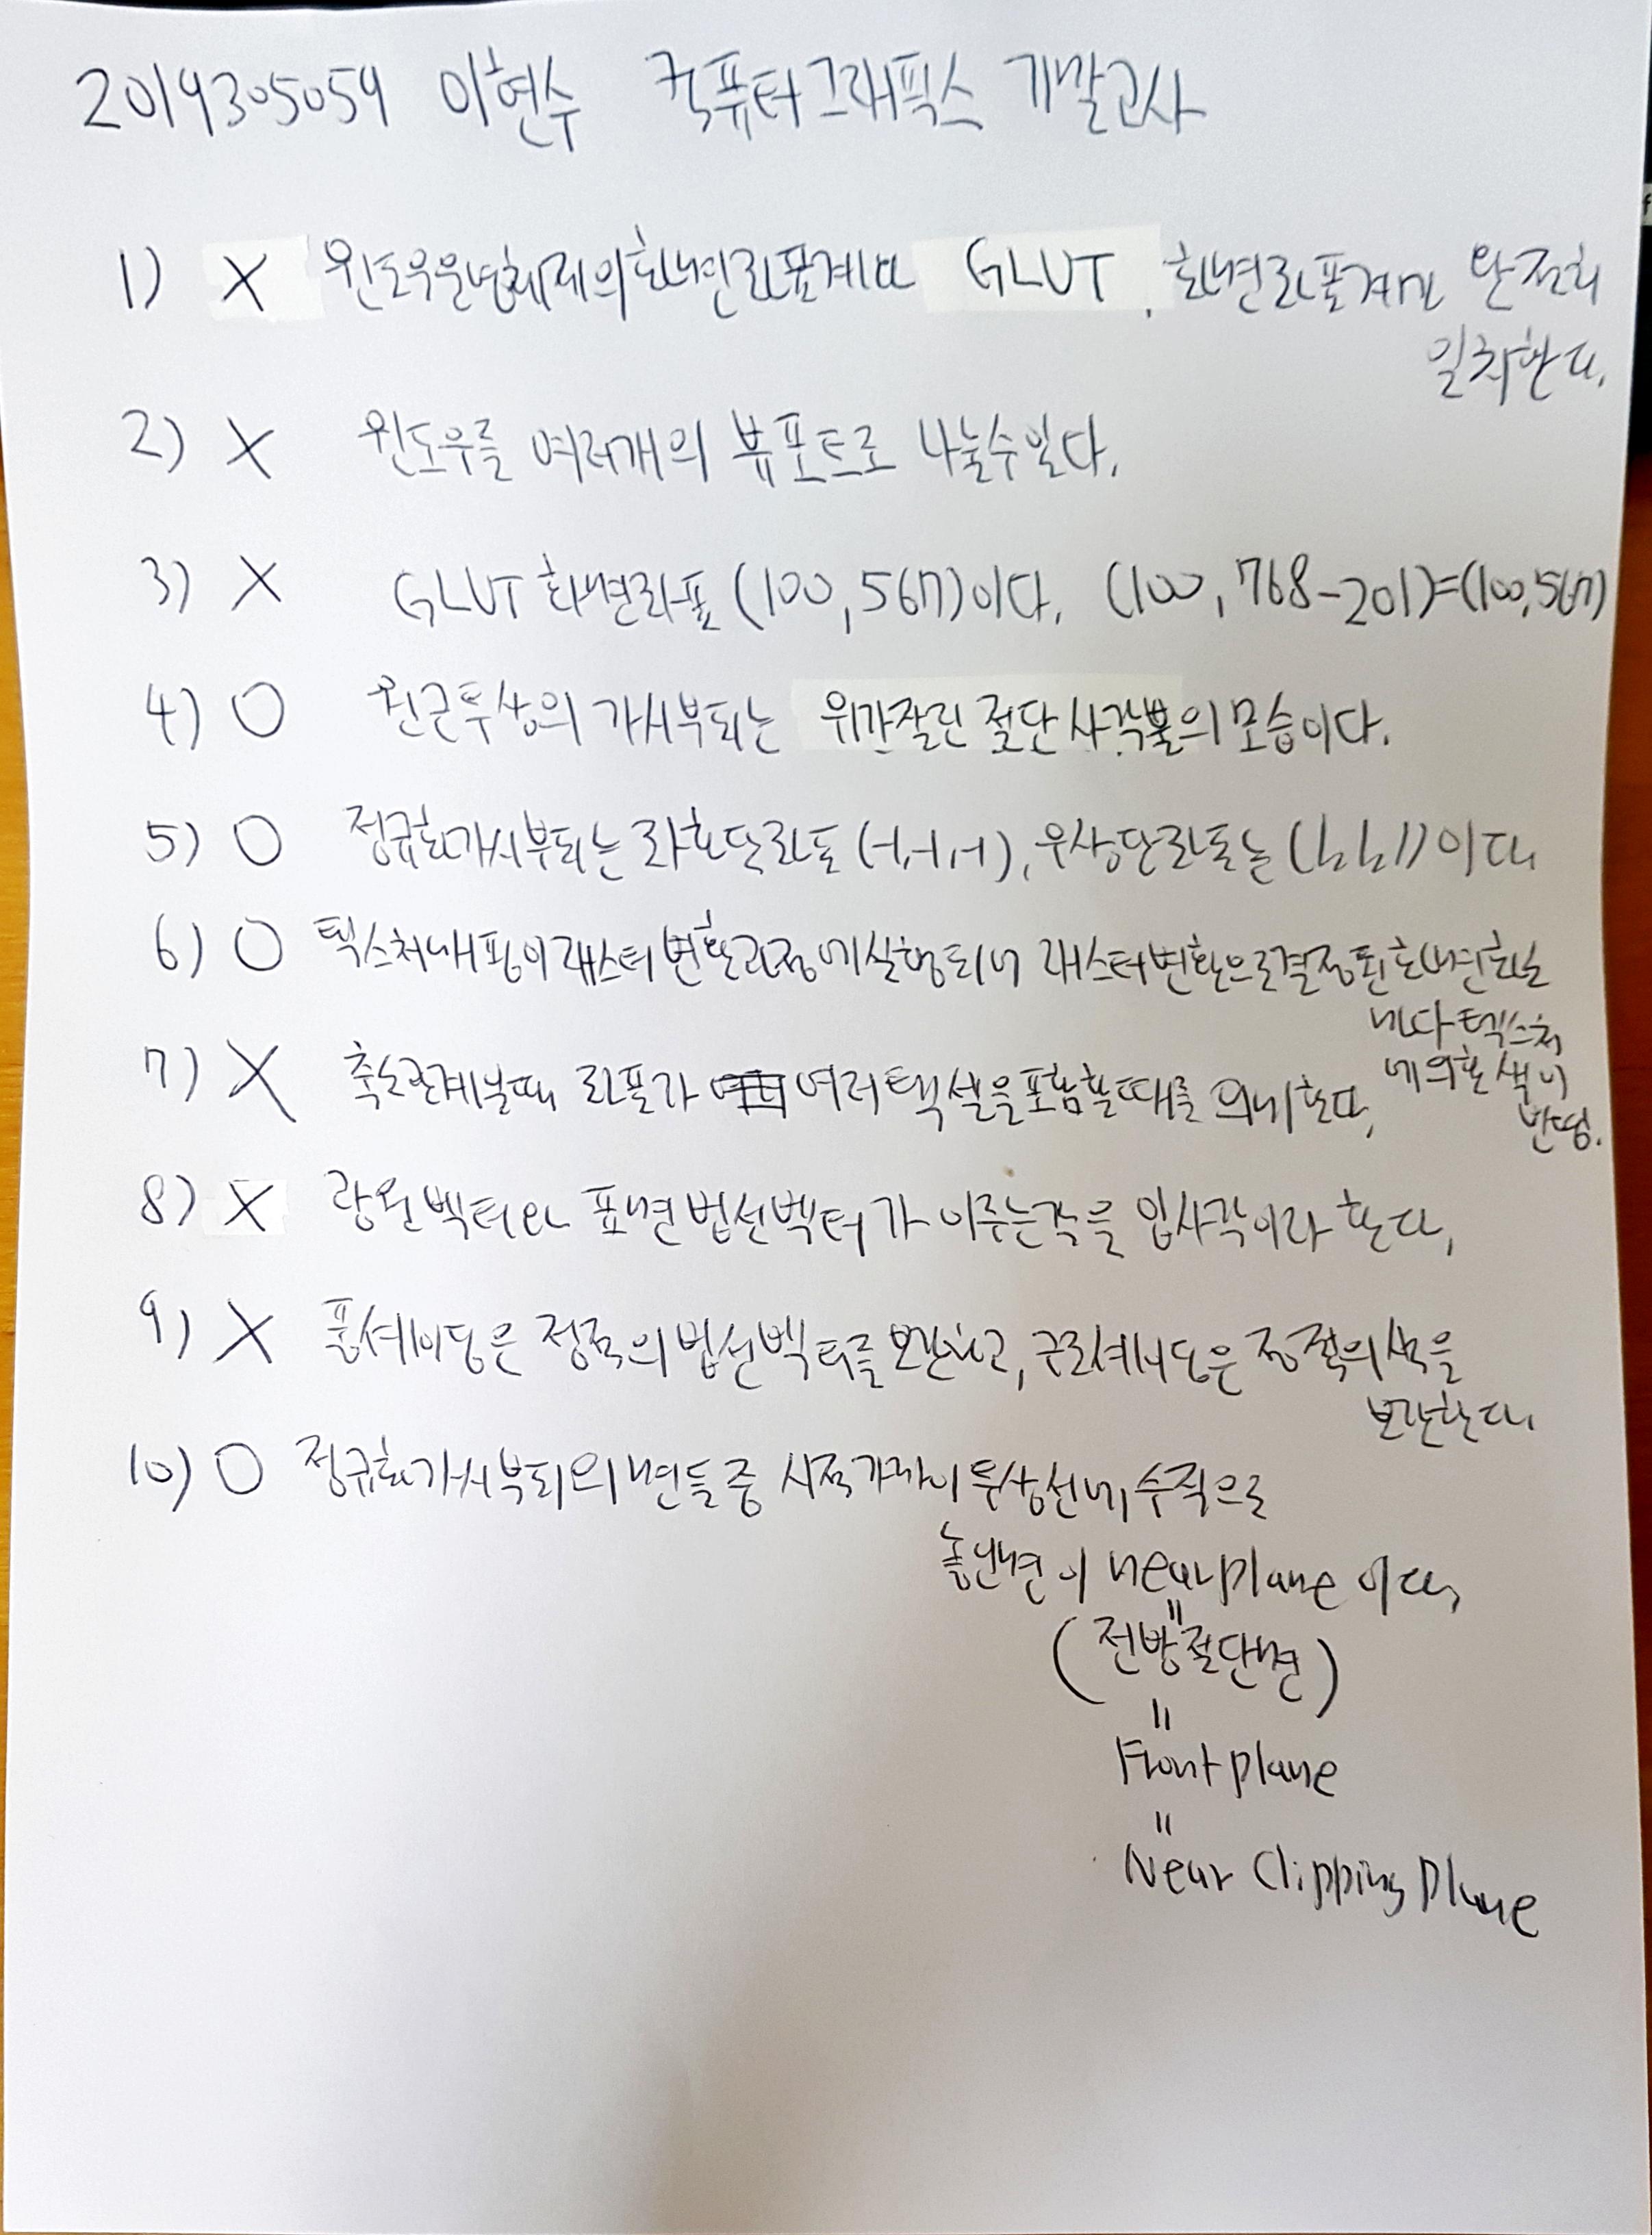 2019305059 이현수 컴퓨터그래픽스 기말고사
1) X 윈도우운영체제의 화면좌표계와 GLUT 화면좌표계는 완전히
일치한다.
2) X 윈도우를 여러개의 뷰포트로 나눌수있다.
3) X GLUT 화면좌표 (100, 567)이다. (100, 768-201)=(100,567)
4) O 원근투상의 가시부피는 위가잘린 절단 사각뿔의 모습이다.
5) O 정규화가시부피는 좌하단좌표 (-1,-1,-1), 우상단좌표는 (1,1,1)이다
6) O 텍스처매핑이 래스터 변환과정에 실행되며 래스터변환으로 결정된 화면화소
마다 텍스처
에 의한 색이
반영.
7) X 축소관계일때 좌표가 여러 텍셀을 포함할때를 의미한다.
8) X 광원벡터와 표면법선벡터가 이루는각을 입사각이라 한다.
9) X 퐁셰이딩은 정점의 법선벡터를 보간하고, 구로셰이딩은 정점의 색을
보간한다.
10) O 정규화가시부피의 면들중 시점 가까이 투상선에 수직으로
놓인면이 near plane 이다,
=
(전방절단면)
=
Front plane
=
Near Clipping Plane